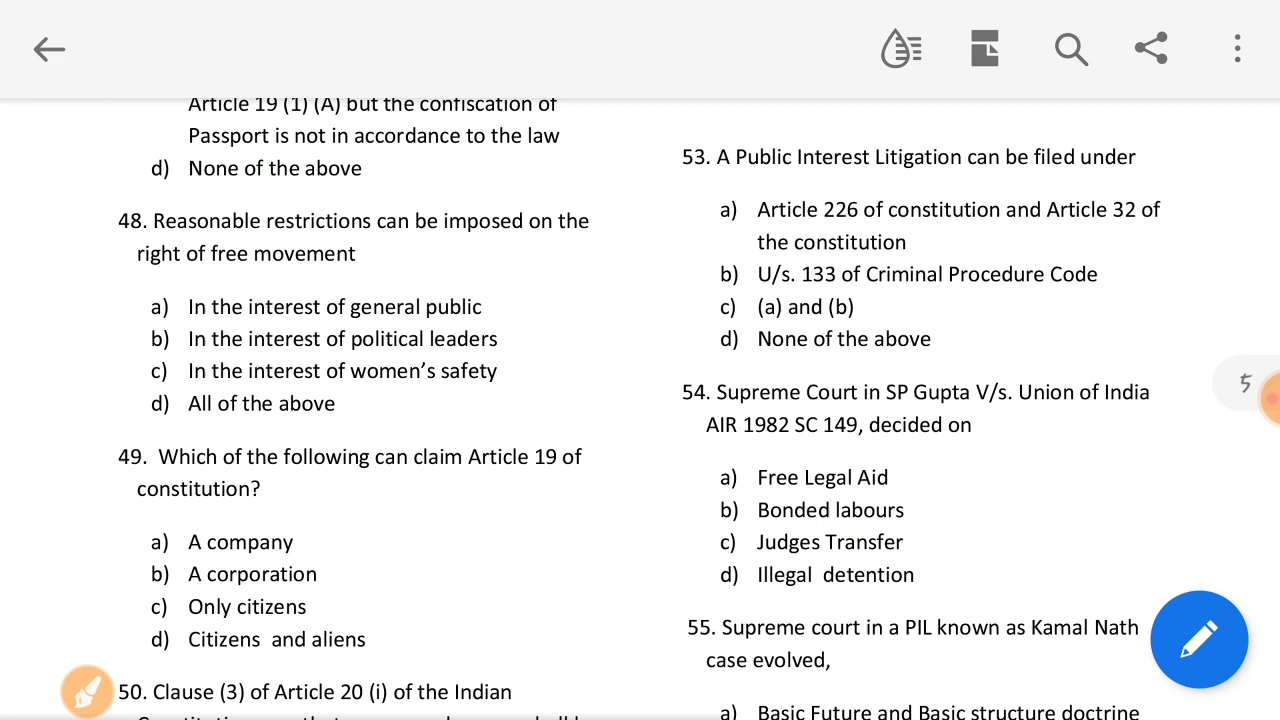 Article 19 (1) (A) but the confiscation of
Passport is not in accordance to the law
d) None of the above
48. Reasonable restrictions can be imposed on the
right of free movement
a) In the interest of general public
b) In the interest of political leaders
c) In the interest of women’s safety
d) All of the above
49. Which of the following can claim Article 19 of
constitution?
a) A company
b) A corporation
c) Only citizens
d) Citizens and aliens
50. Clause (3) of Article 20 (i) of the Indian
53. A Public Interest Litigation can be filed under
a) Article 226 of constitution and Article 32 of
the constitution
b) U/s. 133 of Criminal Procedure Code
c) (a) and (b)
d) None of the above
54. Supreme Court in SP Gupta V/s. Union of India
AIR 1982 SC 149, decided on
a) Free Legal Aid
b) Bonded labours
c) Judges Transfer
d) Illegal detention
55. Supreme court in a PIL known as Kamal Nath
case evolved,
a) Basic Future and Basic structure doctrine
5